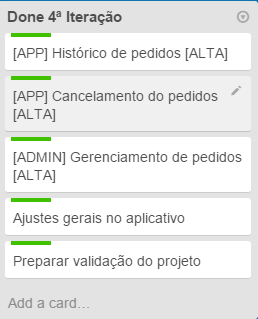 Done 4ª Iteração
[APP] Histórico de pedidos [ALTA]
[APP] Cancelamento do pedidos
[ALTA]
[ADMIN] Gerenciamento de pedidos
[ALTA]
Ajustes gerais no aplicativo
Preparar validação do projeto
Add a card...